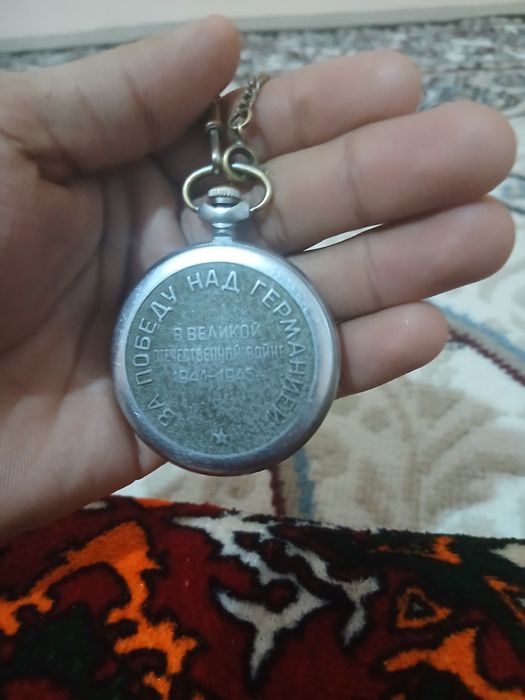 ЗА ПОБЕДУ НАД ГЕРМАНИЕЙ
В ВЕЛИКОЙ
ОТЕЧЕСТВЕННОЙ ВОЙНЕ
1941-1945